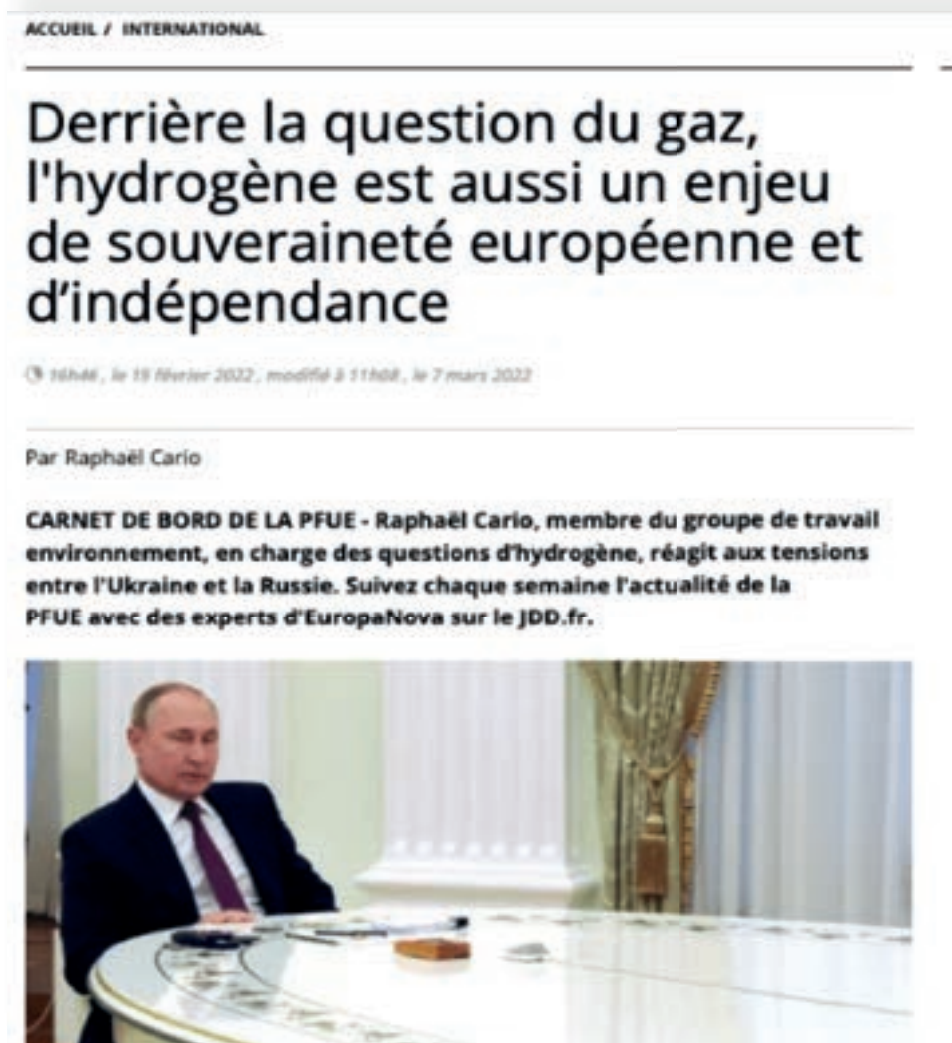 ACCUEIL / INTERNATIONAL
Derrière la question du gaz,
l'hydrogène est aussi un enjeu
de souveraineté européenne et
d’indépendance
16h46 , le 15 février 2022 , modifié à 11h08 , le 7 mars 2022
Par Raphaël Cario
CARNET DE BORD DE LA PFUE - Raphaël Cario, membre du groupe de travail
environnement, en charge des questions d’hydrogène, réagit aux tensions
entre l’Ukraine et la Russie. Suivez chaque semaine l’actualité de la
PFUE avec des experts d’EuropaNova sur le JDD.fr.